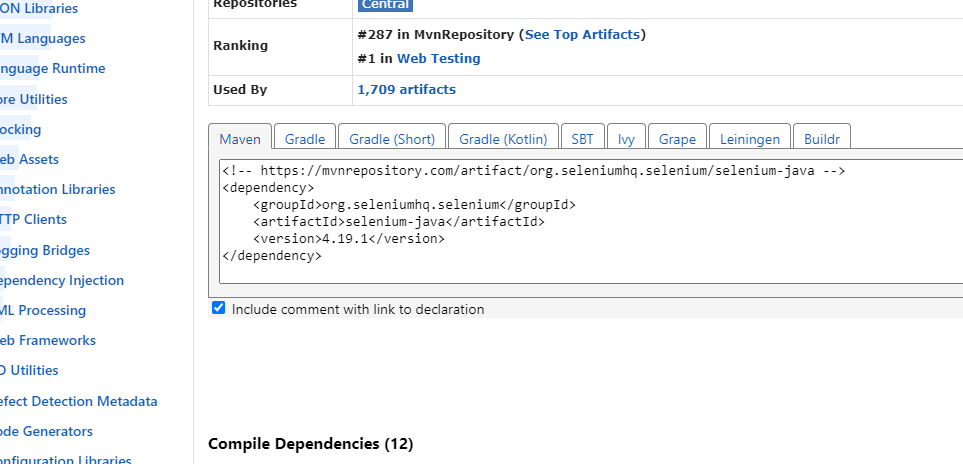 ON Libraries
M Languages
nguage Runtime
re Utilities
ocking
eb Assets
nnotation Libraries
TTP Clients
gging Bridges
ependency Injection
ML Processing
eb Frameworks
O Utilities
efect Detection Metadata
ode Generators
onfiguration Libraries
Repositories
Central
Ranking
#287 in MvnRepository (See Top Artifacts)
#1 in Web Testing
Used By
1,709 artifacts
Maven Gradle Gradle (Short) Gradle (Kotlin) SBT Ivy Grape Leiningen Buildr
<!-- https://mvnrepository.com/artifact/org.seleniumhq.selenium/selenium-java -->
<dependency>
    <groupId>org.seleniumhq.selenium</groupId>
    <artifactId>selenium-java</artifactId>
    <version>4.19.1</version>
</dependency>
Include comment with link to declaration
Compile Dependencies (12)